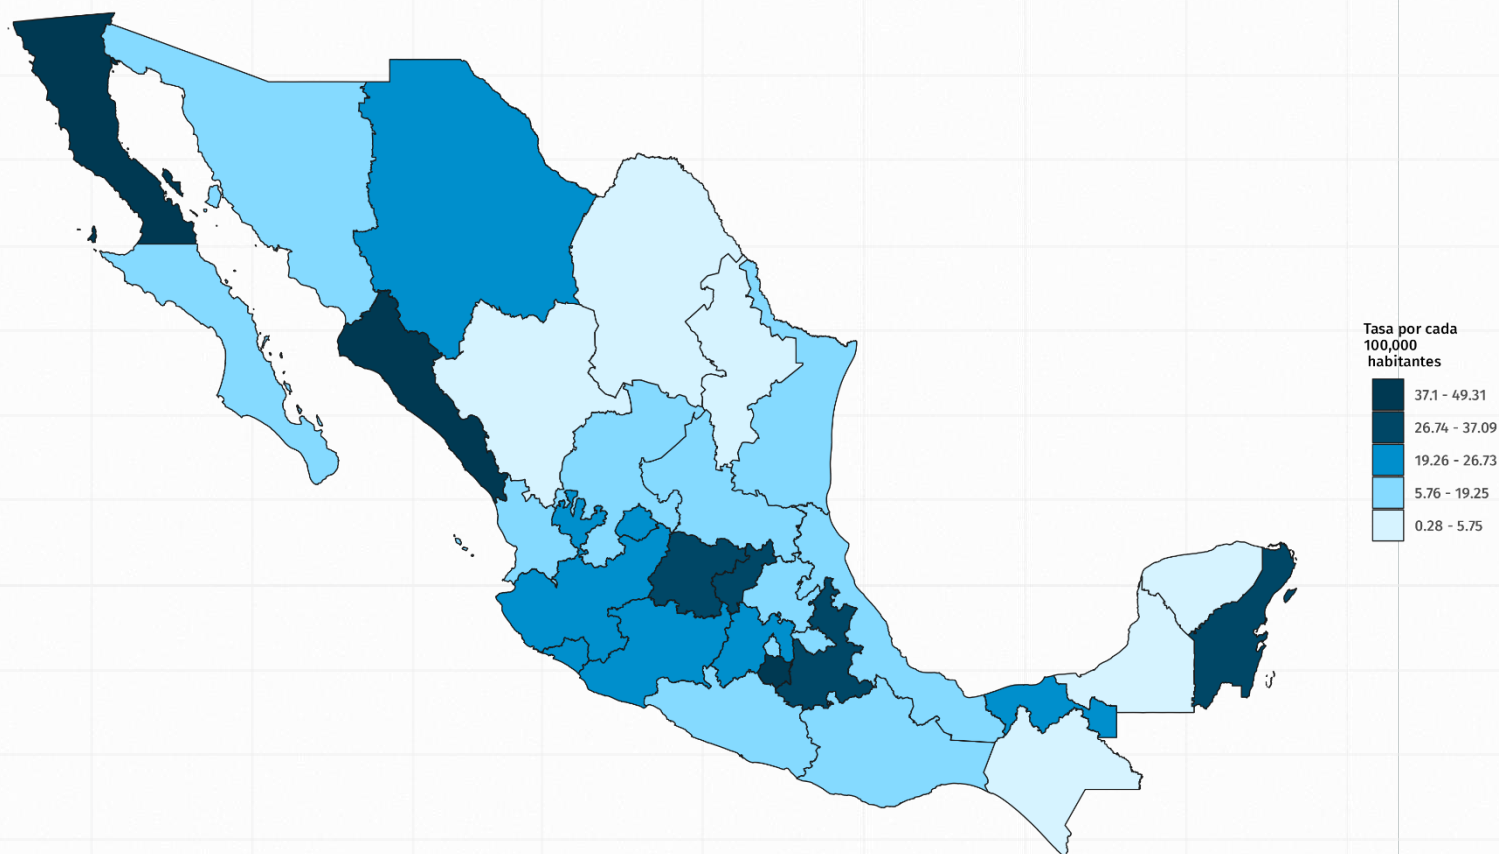 Tasa por cada
100,000
habitantes
37.1 - 49.31
26.74 - 37.09
19.26 - 26.73
5.76 - 19.25
0.28 - 5.75